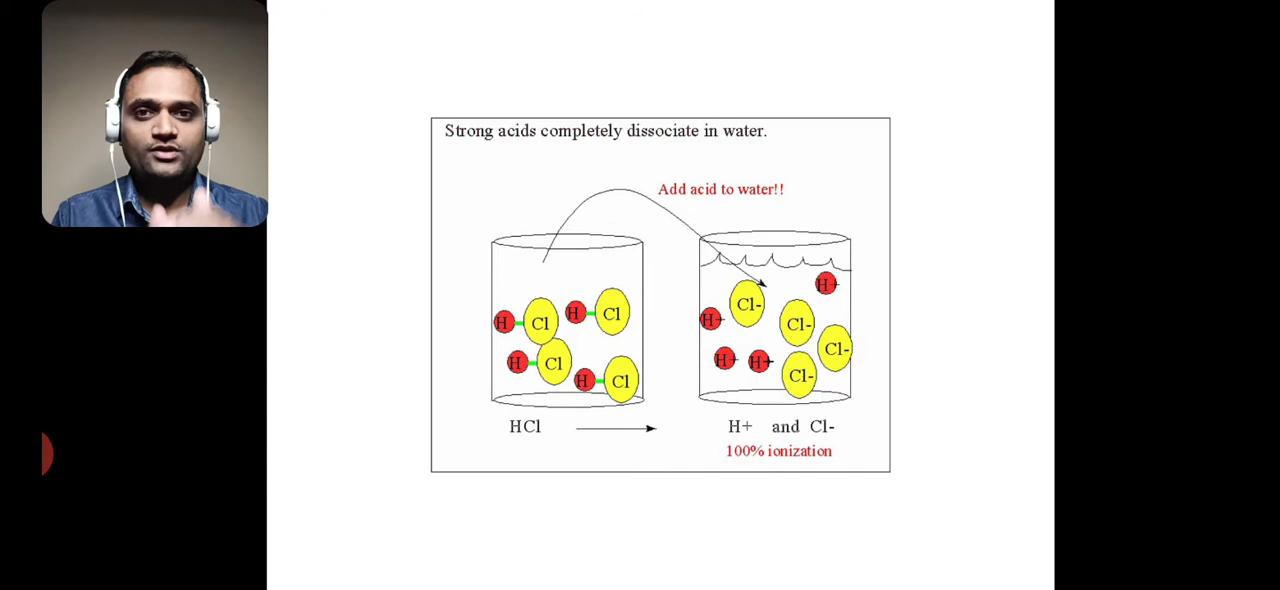 Strong acids completely dissociate in water.
Add acid to water!!
H Cl H Cl
H Cl H Cl
H+ Cl- Cl- H+
H+ H+ Cl- Cl-
HCl H+ and Cl-
100% ionization